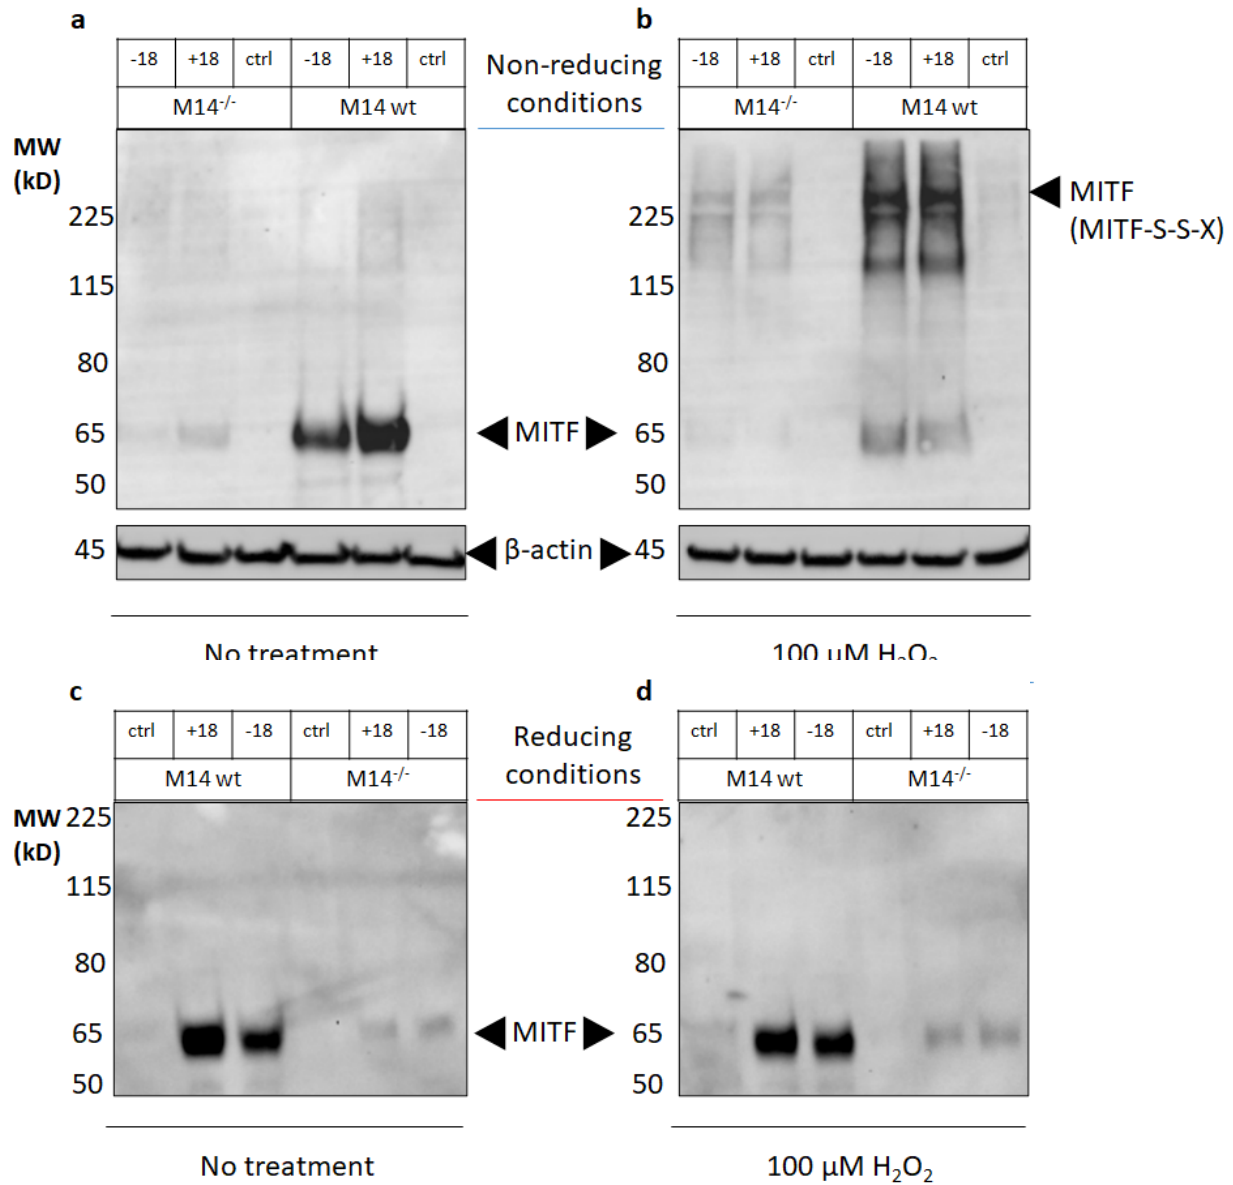 a
b
-18 +18 ctrl -18 +18 ctrl
M14-/- M14 wt
Non-reducing
conditions
-18 +18 ctrl -18 +18 ctrl
M14-/- M14 wt
MW
(kD)
225
115
80
65
50
45
225
115
80
65
50
45
MITF
(MITF-S-S-X)
MITF
β-actin
No treatment
100 µM H₂O₂
c
d
ctrl +18 -18 ctrl +18 -18
M14 wt M14-/-
Reducing
conditions
ctrl +18 -18 ctrl +18 -18
M14 wt M14-/-
MW
(kD)
225
115
80
65
50
225
115
80
65
50
MITF
No treatment
100 µM H₂O₂